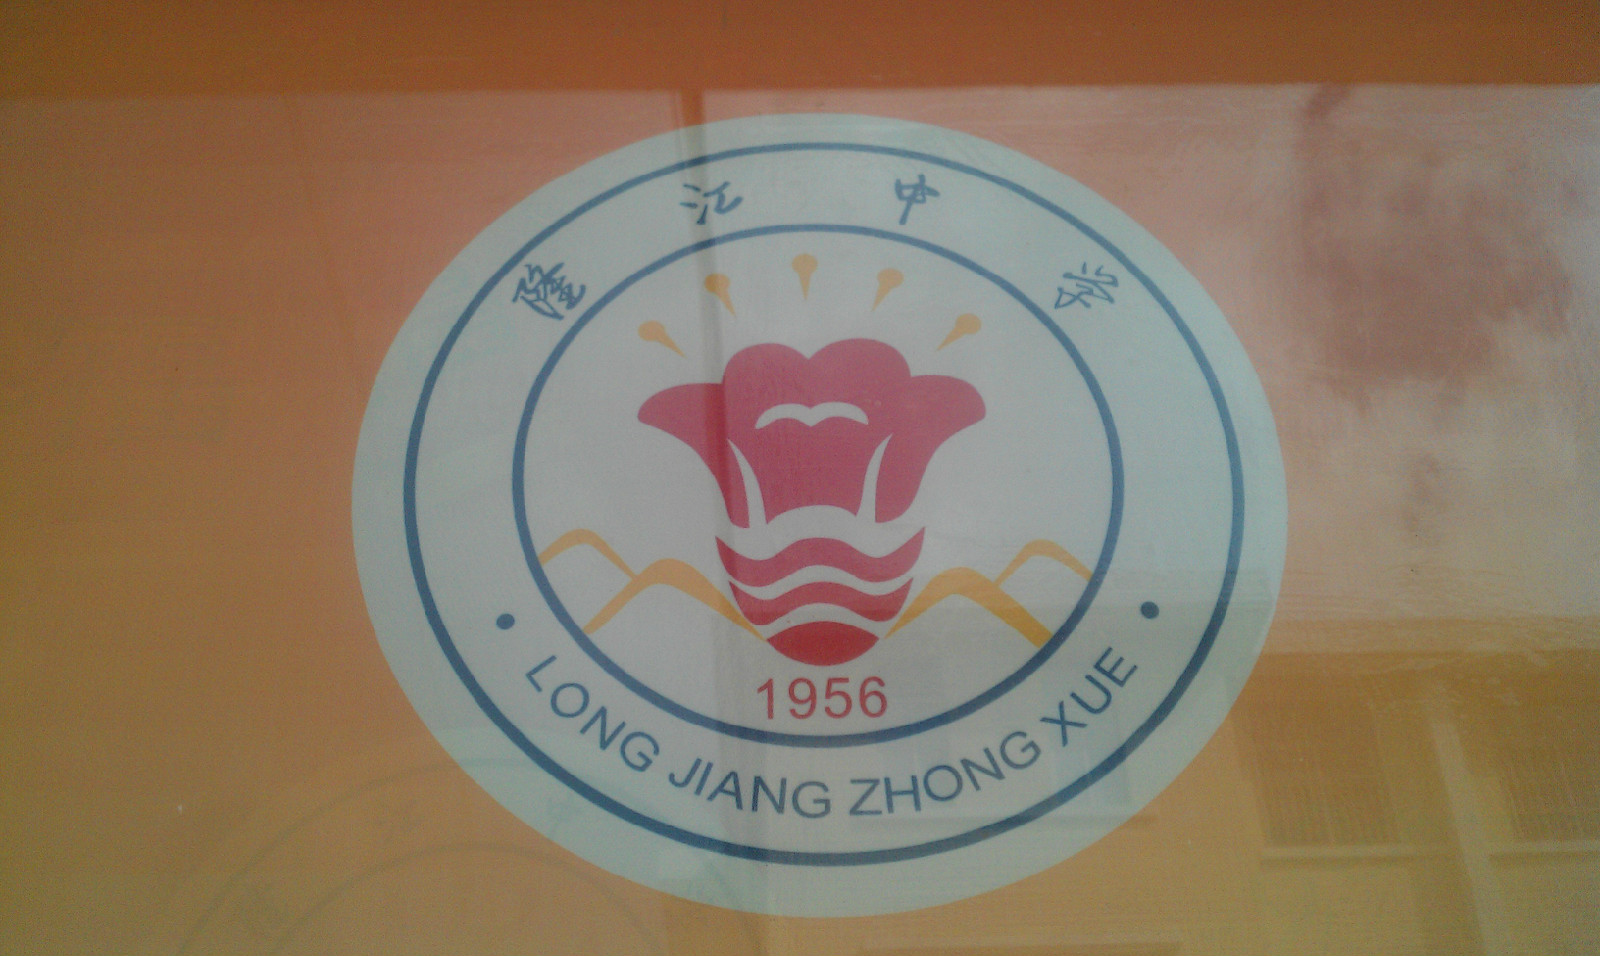 隆江中学
1956
LONG JIANG ZHONG XUE